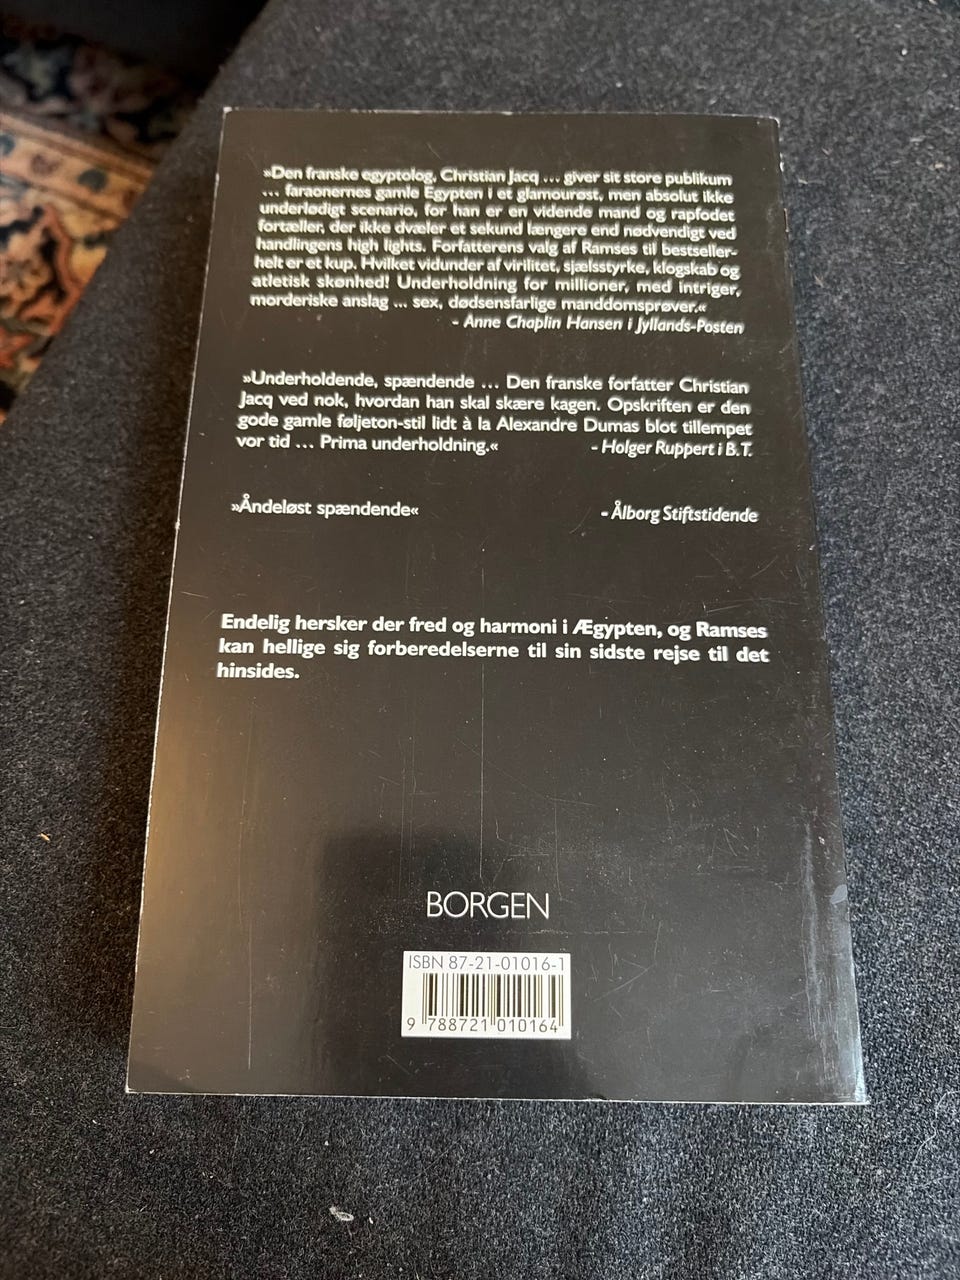 »Den franske egyptolog, Christian Jacq ... giver sit store publikum
... faraonernes gamle Egypten i et glamourøst, men absolut ikke
underlødigt scenario, for han er en vidende mand og rapfodet
fortæller, der ikke dvæler et sekund længere end nødvendigt ved
handlingens high lights. Forfatterens valg af Ramses til bestseller-
helt er et kup. Hvilket vidunder af virilitet, sjælsstyrke, klogskab og
atletisk skønhed! Underholdning for millioner, med intriger,
morderiske anslag ... sex, dødsensfarlige manddomsprøver.«
- Anne Chaplin Hansen i Jyllands-Posten
»Underholdende, spændende ... Den franske forfatter Christian
Jacq ved nok, hvordan han skal skære kagen. Opskriften er den
gode gamle føljeton-stil lidt à la Alexandre Dumas blot tillempet
vor tid ... Prima underholdning.« - Holger Ruppert i B.T.
»Åndeløst spændende« - Ålborg Stiftstidende
Endelig hersker der fred og harmoni i Ægypten, og Ramses
kan hellige sig forberedelserne til sin sidste rejse til det
hinsides.
BORGEN
ISBN 87-21-01016-1
9 788721 010164